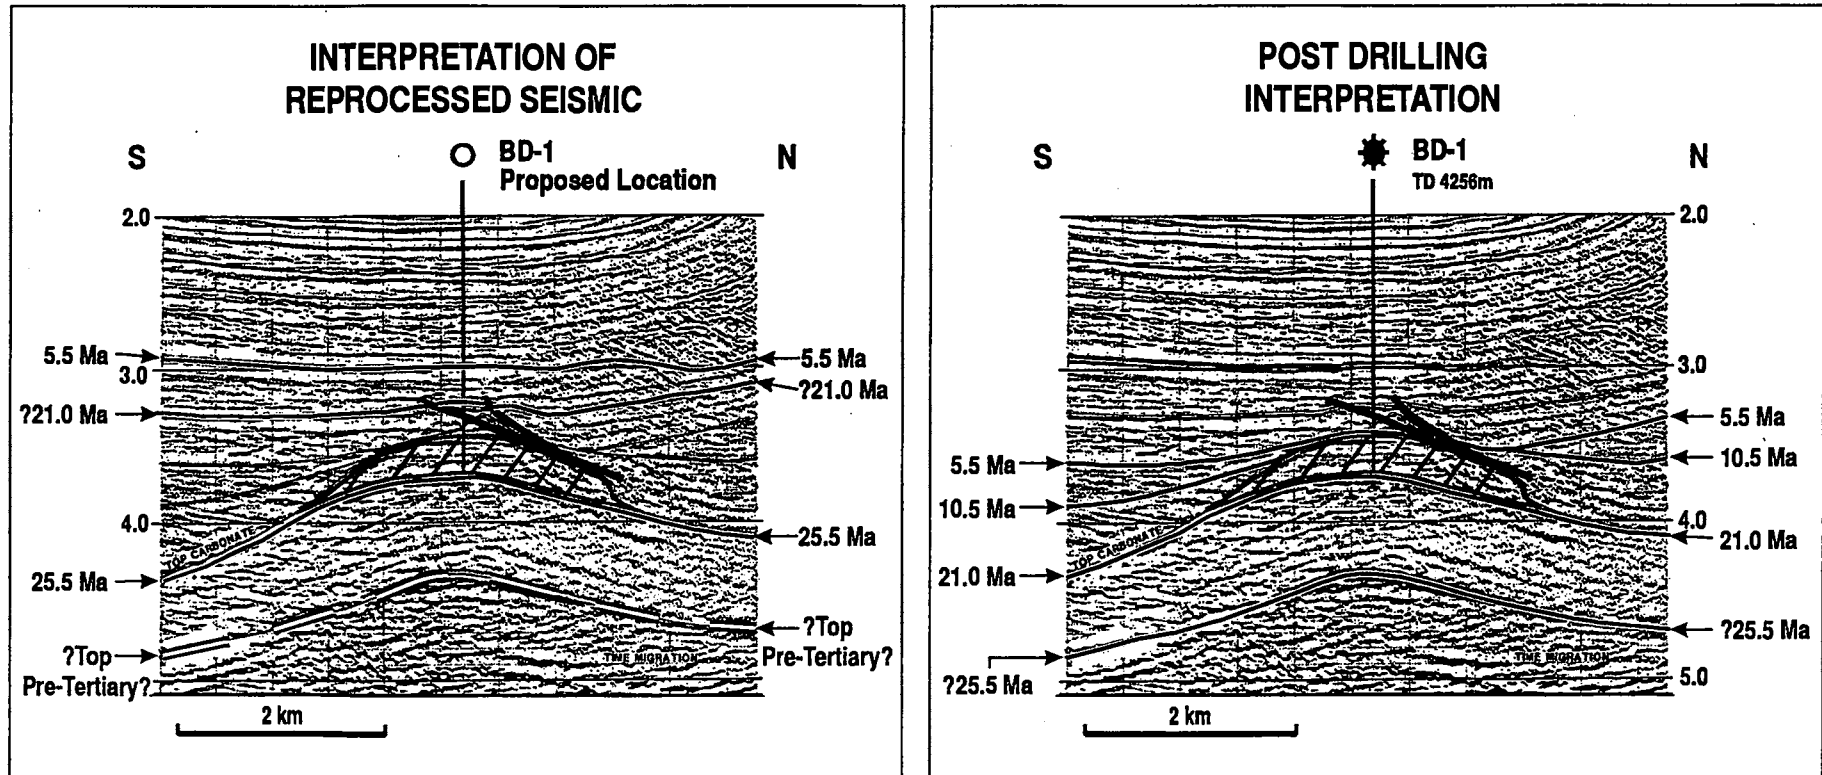 INTERPRETATION OF
REPROCESSED SEISMIC
S
BD-1
Proposed Location
N
2.0
5.5 Ma
3.0
?21.0 Ma
4.0
25.5 Ma
?Top
Pre-Tertiary?
5.5 Ma
?21.0 Ma
25.5 Ma
?Top
Pre-Tertiary?
TOP CARBONATE
TIME MIGRATION
2 km
POST DRILLING
INTERPRETATION
S
BD-1
TD 4256m
N
5.5 Ma
10.5 Ma
21.0 Ma
?25.5 Ma
2.0
3.0
5.5 Ma
10.5 Ma
4.0
21.0 Ma
?25.5 Ma
5.0
TOP CARBONATE
TIME MIGRATION
2 km